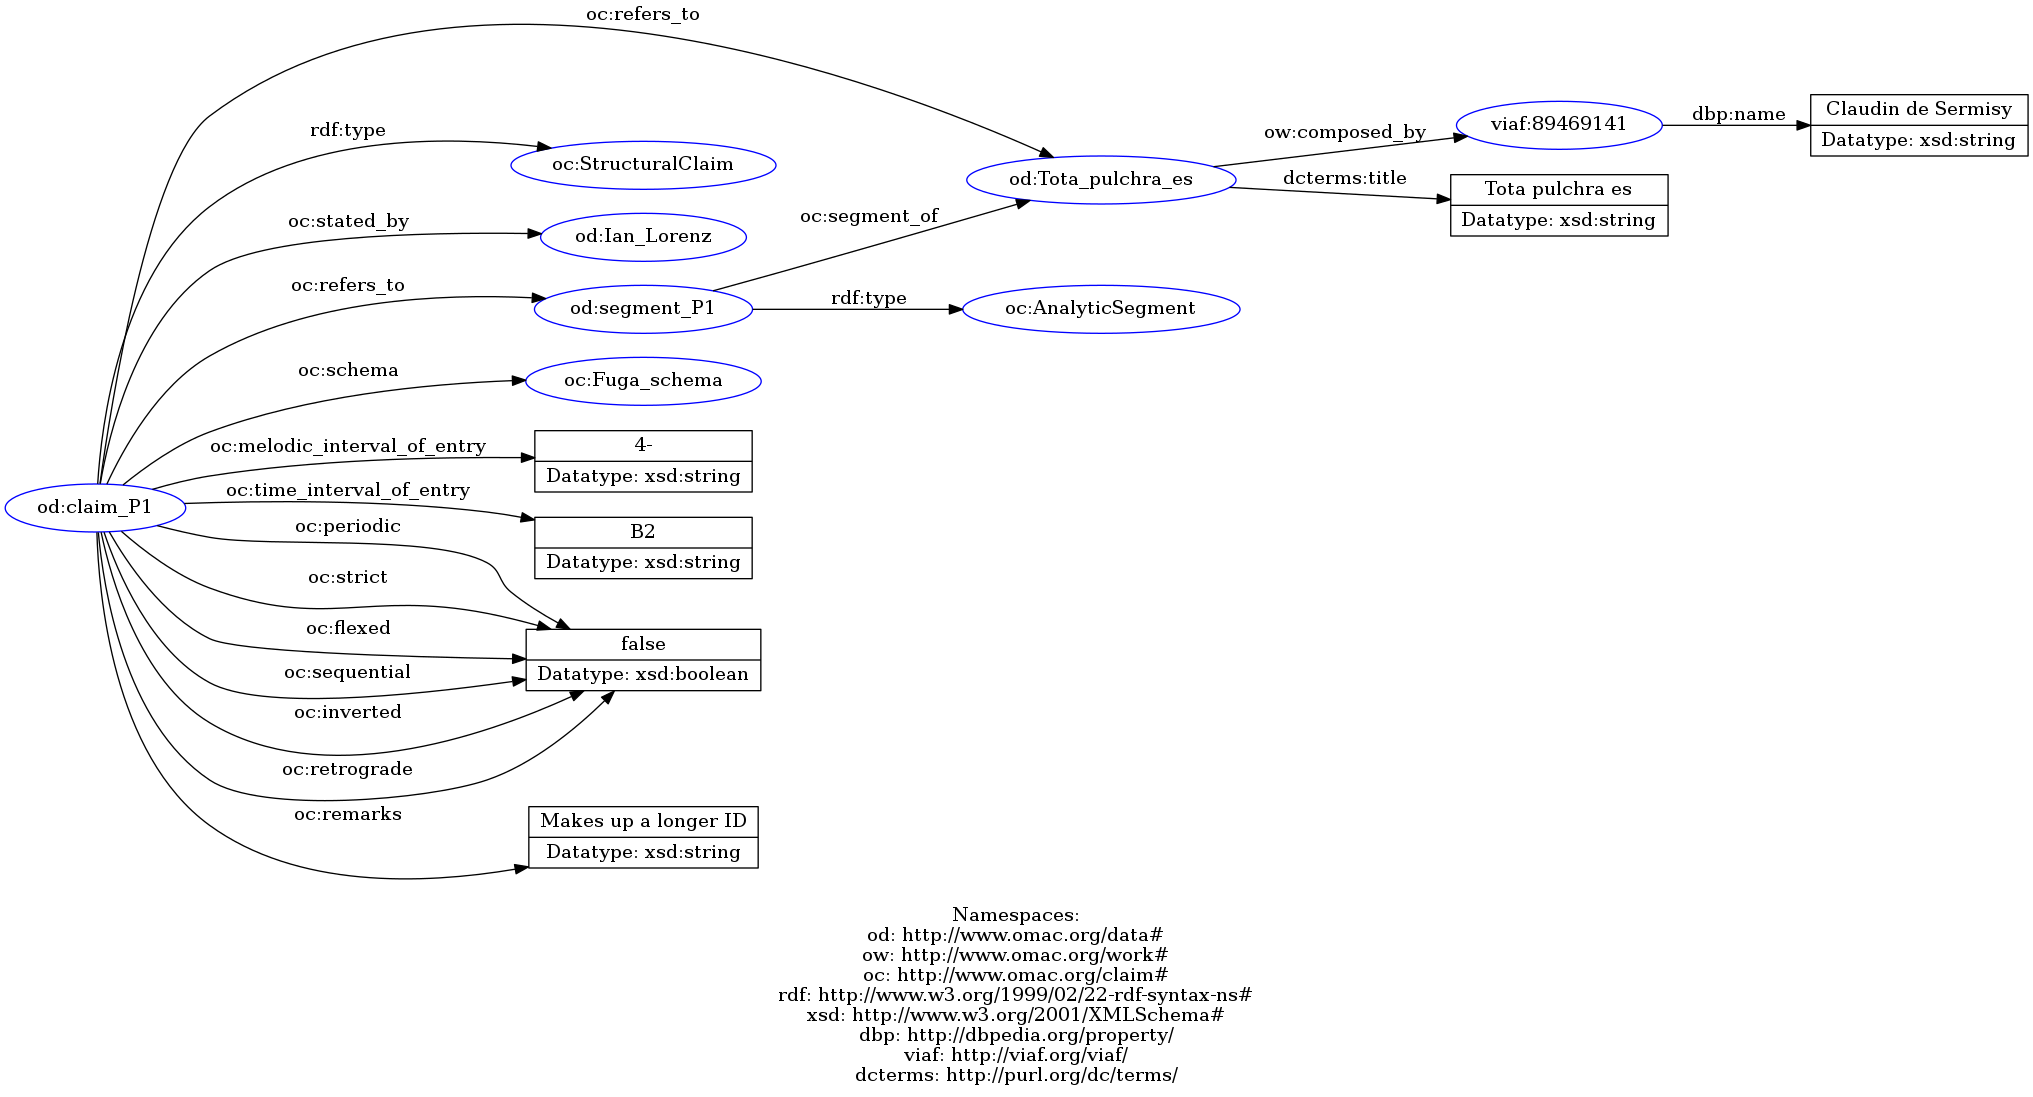 oc:refers_to
rdf:type
oc:stated_by
oc:refers_to
oc:schema
oc:melodic_interval_of_entry
oc:time_interval_of_entry
oc:periodic
oc:strict
oc:flexed
oc:sequential
oc:inverted
oc:retrograde
oc:remarks
od:claim_P1
oc:StructuralClaim
od:Ian_Lorenz
od:segment_P1
oc:Fuga_schema
4-
Datatype: xsd:string
B2
Datatype: xsd:string
false
Datatype: xsd:boolean
Makes up a longer ID
Datatype: xsd:string
oc:segment_of
rdf:type
od:Tota_pulchra_es
oc:AnalyticSegment
ow:composed_by
dcterms:title
viaf:89469141
Tota pulchra es
Datatype: xsd:string
dbp:name
Claudin de Sermisy
Datatype: xsd:string
Namespaces:
od: http://www.omac.org/data#
ow: http://www.omac.org/work#
oc: http://www.omac.org/claim#
rdf: http://www.w3.org/1999/02/22-rdf-syntax-ns#
xsd: http://www.w3.org/2001/XMLSchema#
dbp: http://dbpedia.org/property/
viaf: http://viaf.org/viaf/
dcterms: http://purl.org/dc/terms/